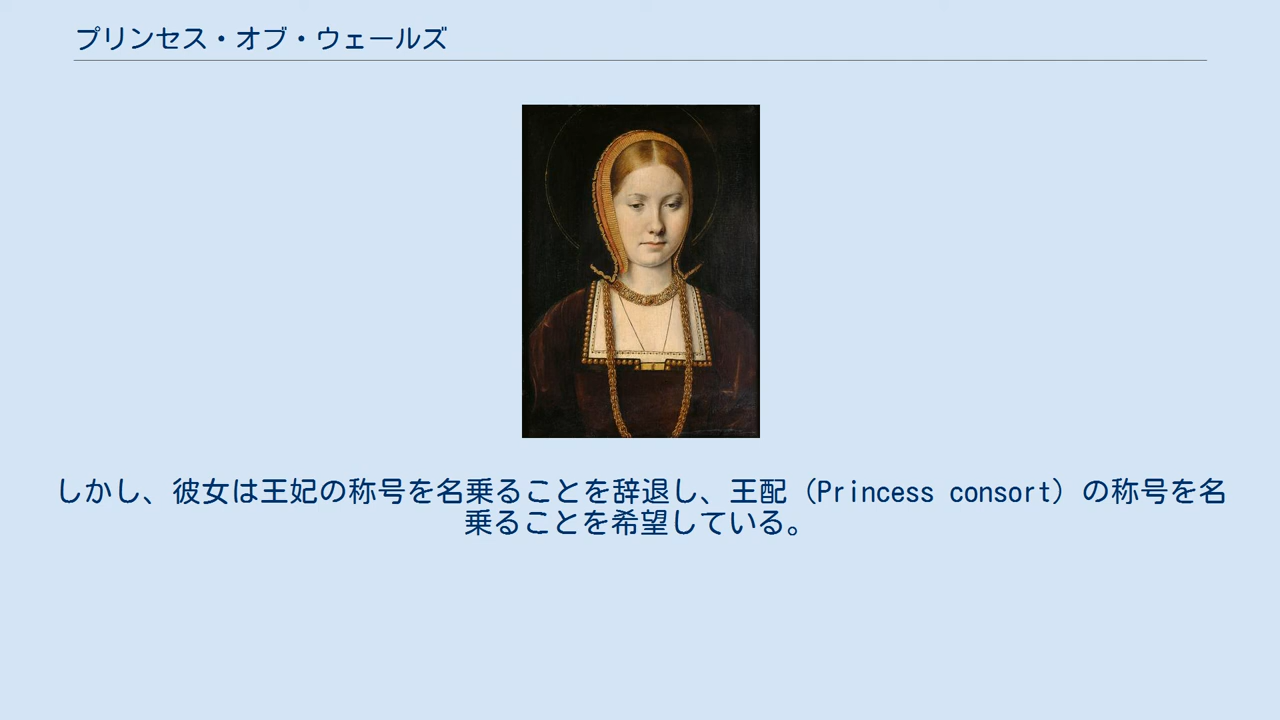 プリンセス・オブ・ウェールズ
しかし、彼女は王妃の称号を名乗ることを辞退し、王配（Princess consort）の称号を名
乗ることを希望している。